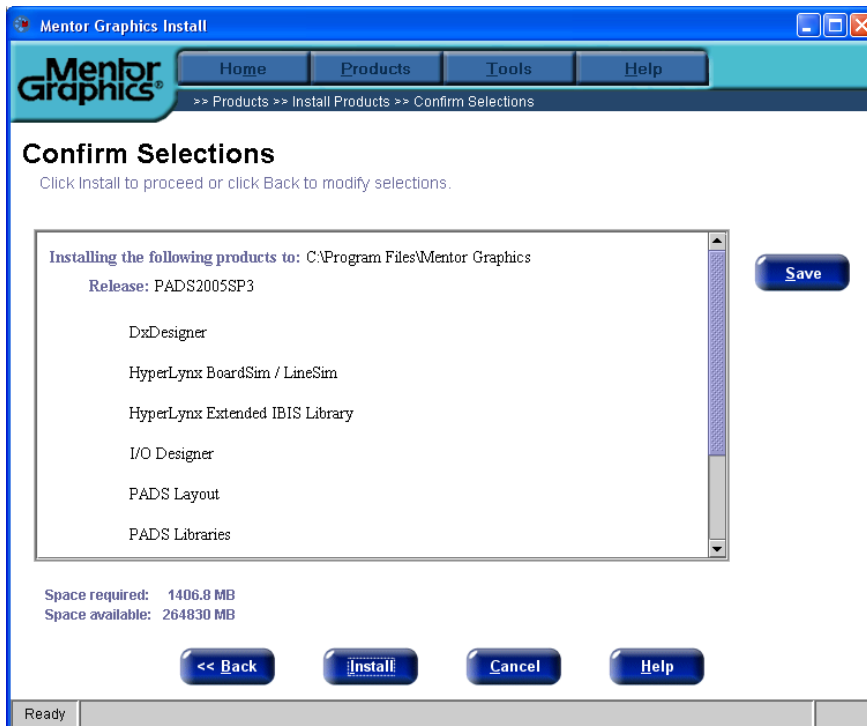 Mentor Graphics Install
Mentor
Graphics®
Home Products Tools Help
>> Products >> Install Products >> Confirm Selections
Confirm Selections
Click Install to proceed or click Back to modify selections.
Installing the following products to: C:\Program Files\Mentor Graphics
Release: PADS2005SP3
Save
DxDesigner
HyperLynx BoardSim / LineSim
HyperLynx Extended IBIS Library
I/O Designer
PADS Layout
PADS Libraries
Space required: 1406.8 MB
Space available: 264830 MB
<< Back Install Cancel Help
Ready